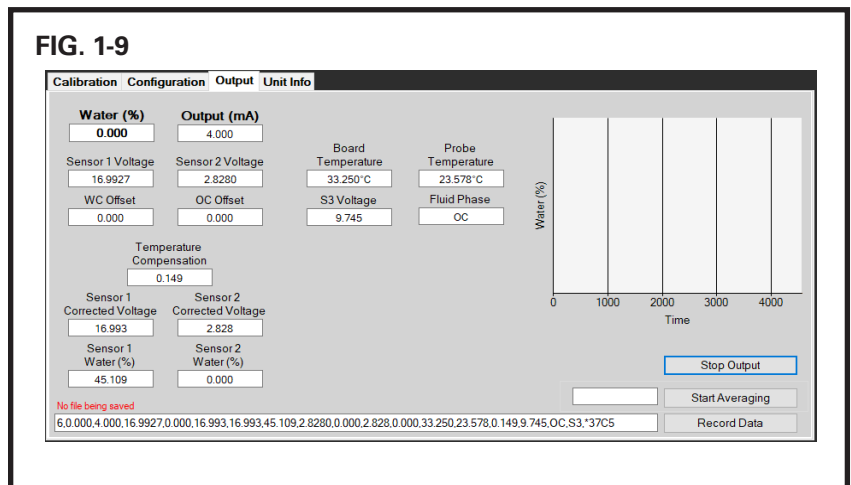 FIG. 1-9
Calibration Configuration Output Unit Info
Water (%) Output (mA)
0.000 4.000
Sensor 1 Voltage Sensor 2 Voltage
16.9927 2.8280
WC Offset OC Offset
0.000 0.000
Board Temperature
33.250°C
Probe Temperature
23.578°C
S3 Voltage
9.745
Fluid Phase
OC
Temperature
Compensation
0.149
Sensor 1
Corrected Voltage
16.993
Sensor 2
Corrected Voltage
2.828
Sensor 1
Water (%)
45.109
Sensor 2
Water (%)
0.000
Water (%)
0 1000 2000 3000 4000
Time
Stop Output
Start Averaging
No file being saved
6,0.000,4.000,16.9927,0.000,16.993,16.993,45.109,2.8280,0.000,2.828,0.000,33.250,23.578,0.149,9.745,OC,S3,*37C5
Record Data